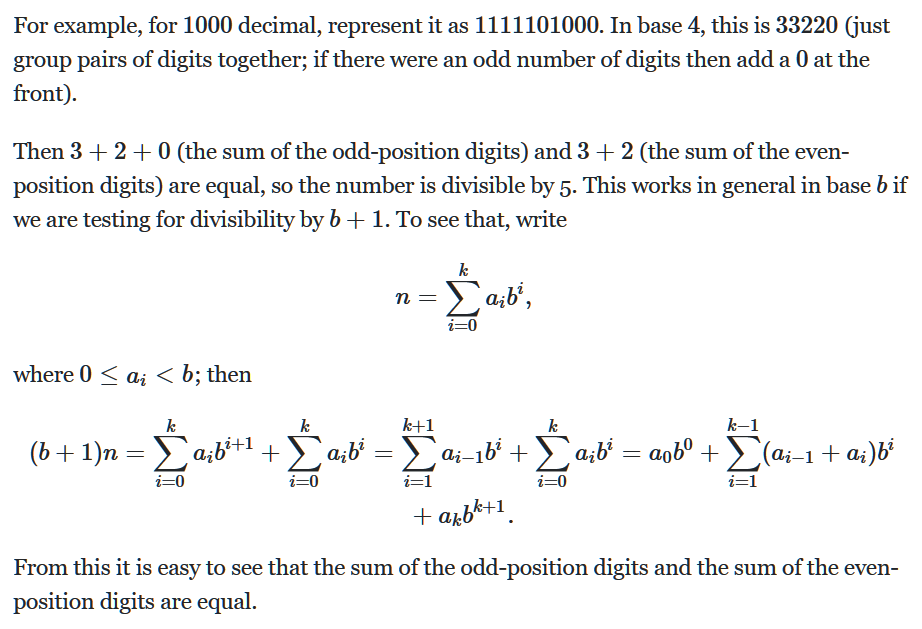 For example, for 1000 decimal, represent it as 1111101000. In base 4, this is 33220 (just
group pairs of digits together; if there were an odd number of digits then add a 0 at the
front).
Then 3 + 2 + 0 (the sum of the odd-position digits) and 3 + 2 (the sum of the even-
position digits) are equal, so the number is divisible by 5. This works in general in base b if
we are testing for divisibility by b + 1. To see that, write
n = \sum_{i=0}^{k} a_i b^i,
where 0 ≤ a_i < b; then
(b + 1)n = \sum_{i=0}^{k} a_i b^{i+1} + \sum_{i=0}^{k} a_i b^i = \sum_{i=1}^{k+1} a_{i-1} b^i + \sum_{i=0}^{k} a_i b^i = a_0 b^0 + \sum_{i=1}^{k-1} (a_{i-1} + a_i) b^i
+ a_k b^{k+1}.
From this it is easy to see that the sum of the odd-position digits and the sum of the even-
position digits are equal.